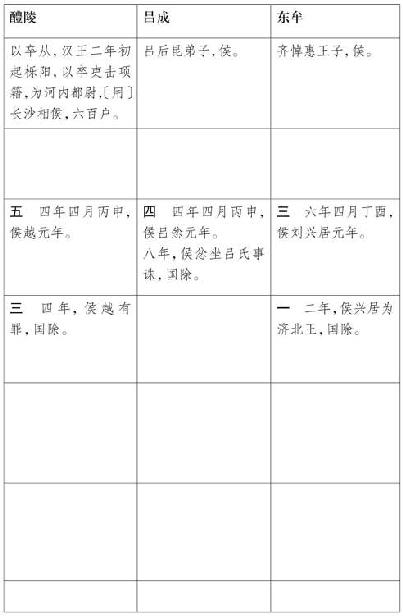 醴陵
吕成
东牟
以卒从，汉王二年初
起栎阳，以卒吏击项
籍，为河内都尉，〔用〕
长沙相侯，六百户。
吕后昆弟子，侯。
齐悼惠王子，侯。
五　四年四月丙申，
侯越元年。
四　四年四月丙申，
侯吕忿元年。
八年，侯忿坐吕氏事
诛，国除。
三　六年四月丁酉，
侯刘兴居元年。
三　四年，侯越有
罪，国除。
一　二年，侯兴居为
济北王，国除。